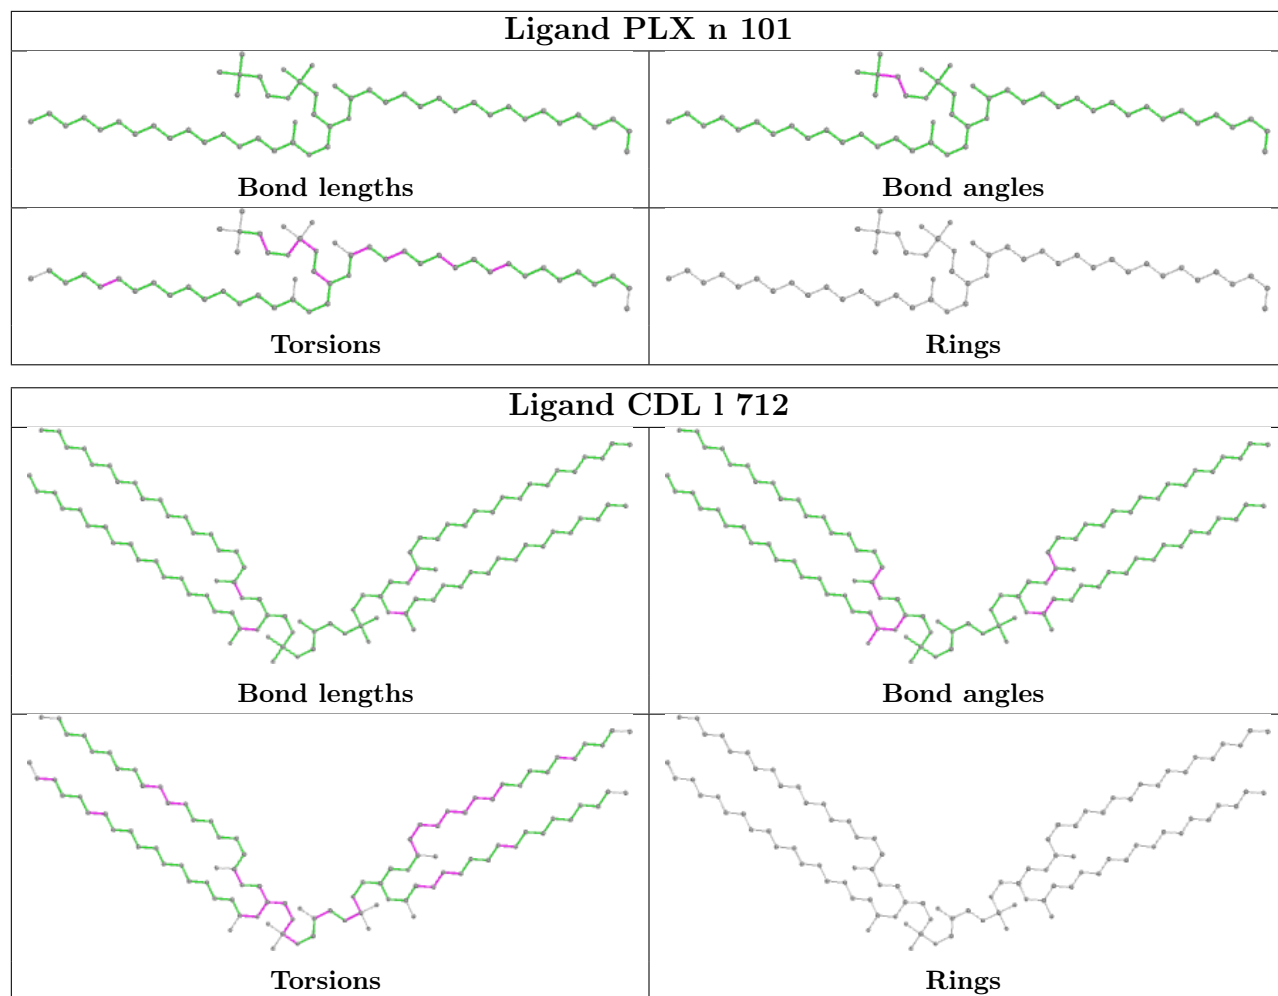 Ligand PLX n 101
Bond lengths
Bond angles
Torsions
Rings
Ligand CDL l 712
Bond lengths
Bond angles
Torsions
Rings